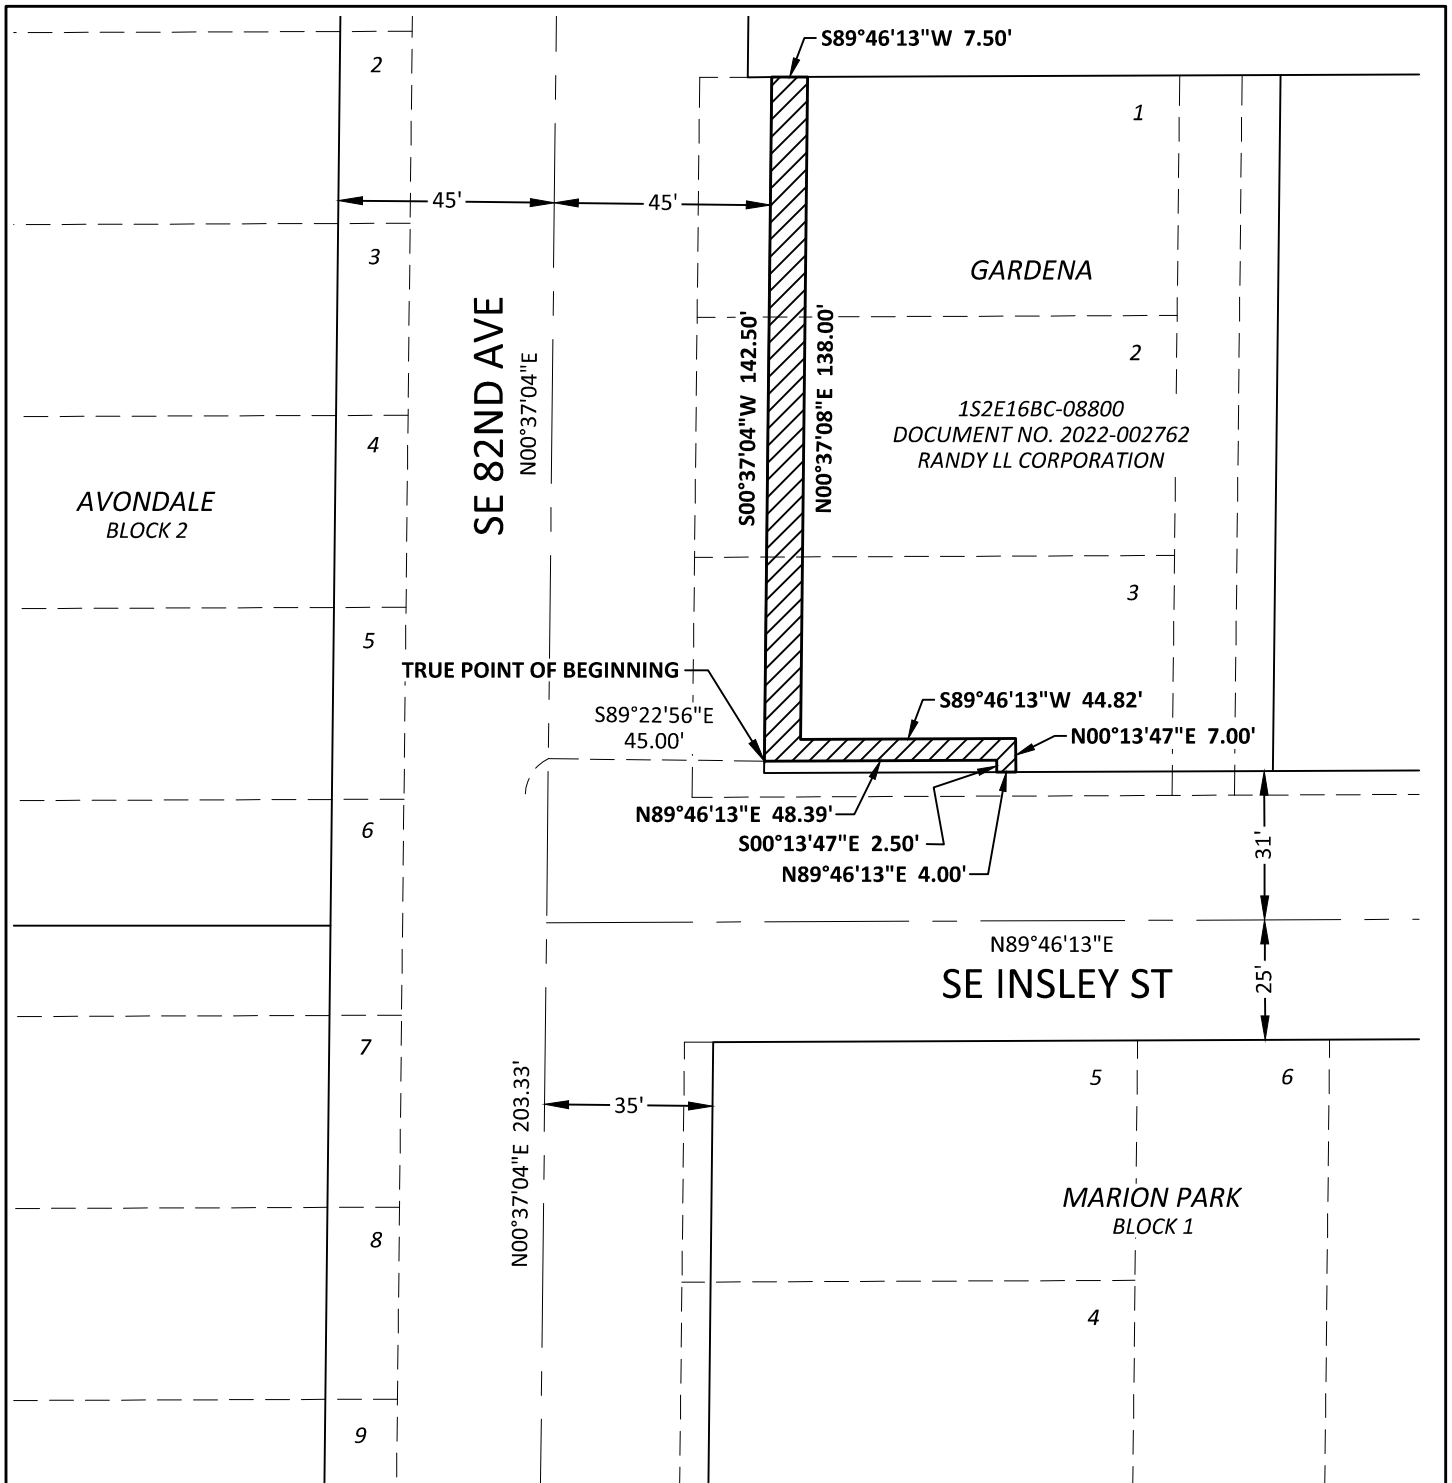 S89°46'13"W 7.50'
2
1
45'
45'
3
GARDENA
SE 82ND AVE
N00°37'04"E
S00°37'04"W 142.50'
N00°37'08"E 138.00'
2
1S2E16BC-08800
DOCUMENT NO. 2022-002762
RANDY LL CORPORATION
4
AVONDALE
BLOCK 2
3
5
TRUE POINT OF BEGINNING
S89°22'56"E
45.00'
S89°46'13"W 44.82'
N00°13'47"E 7.00'
N89°46'13"E 48.39'
S00°13'47"E 2.50'
N89°46'13"E 4.00'
6
31'
N89°46'13"E
SE INSLEY ST
25'
7
N00°37'04"E 203.33'
35'
5
6
MARION PARK
BLOCK 1
8
4
9